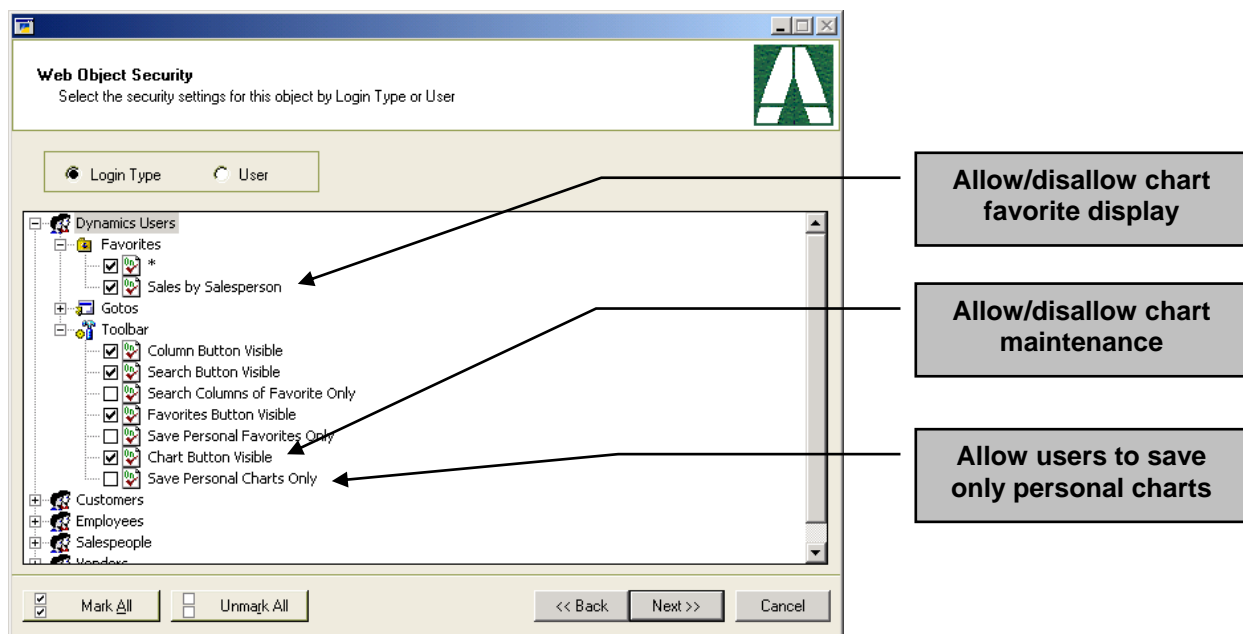 Web Object Security
Select the security settings for this object by Login Type or User
Login Type
User
Dynamics Users
Favorites
*
Sales by Salesperson
Gotos
Toolbar
Column Button Visible
Search Button Visible
Search Columns of Favorite Only
Favorites Button Visible
Save Personal Favorites Only
Chart Button Visible
Save Personal Charts Only
Customers
Employees
Salespeople
Vendors
Mark All
Unmark All
<< Back
Next >>
Cancel
Allow/disallow chart
favorite display
Allow/disallow chart
maintenance
Allow users to save
only personal charts